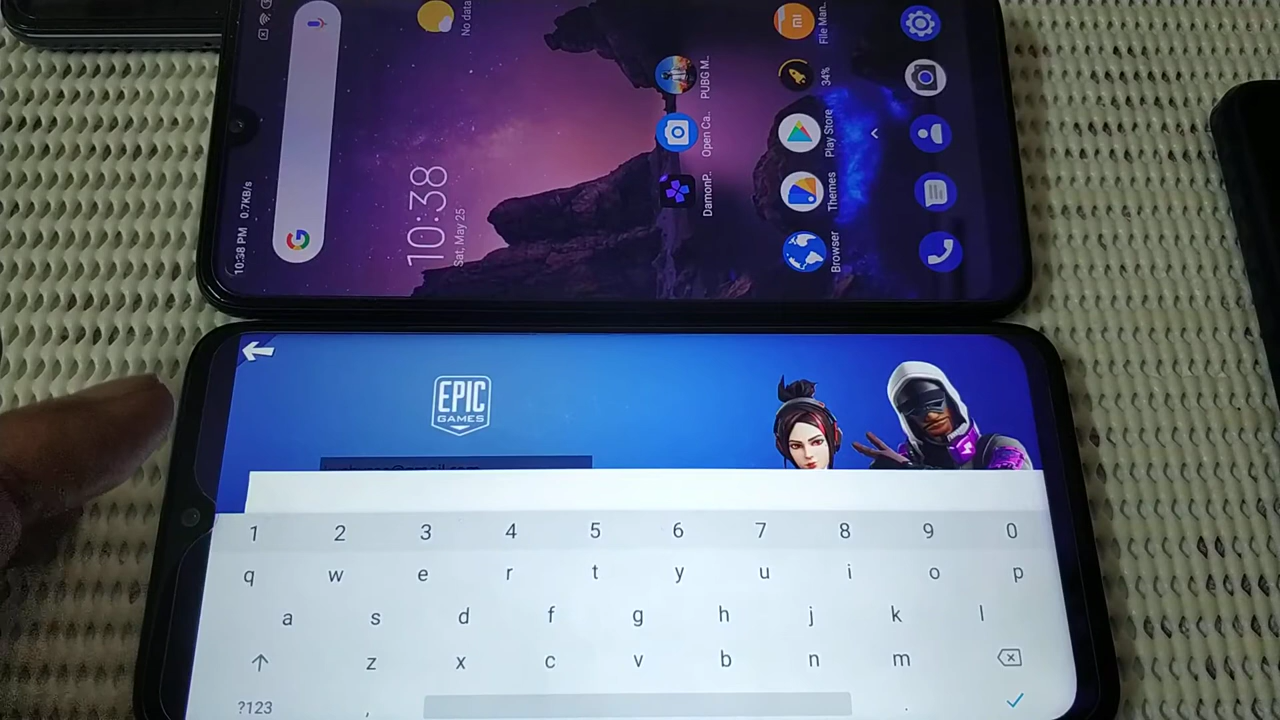 10:38 PM 0.7KB/s
10:38
Sat, May 25
No data
PUBG M..
Open Ca..
DamonP..
File Man..
34%
Play Store
Themes
Browser
EPIC
GAMES
1 2 3 4 5 6 7 8 9 0
q w e r t y u i o p
a s d f g h j k l
z x c v b n m
?123 , .